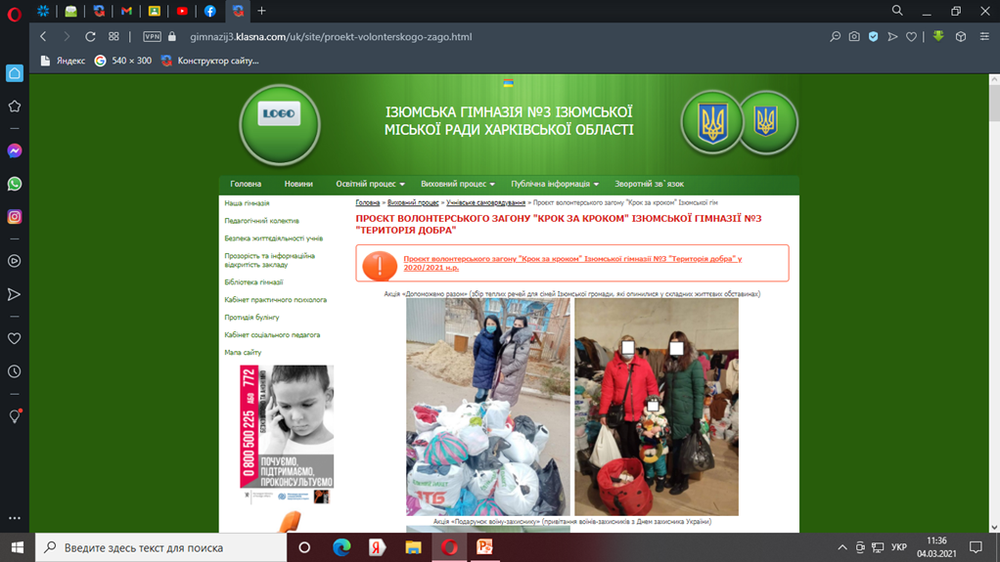 gimnazij3.klasna.com/uk/site/proekt-volonterskogo-zago.html
VPN
Яндекс
540 × 300
Конструктор сайту...
LOGO
ІЗЮМСЬКА ГІМНАЗІЯ №3 ІЗЮМСЬКОЇ
МІСЬКОЇ РАДИ ХАРКІВСЬКОЇ ОБЛАСТІ
Головна
Новини
Освітній процес
Виховний процес
Публічна інформація
Зворотній зв`язок
Наша гімназія
Педагогічний колектив
Безпека життєдіяльності учнів
Прозорість та інформаційна
відкритість закладу
Бібліотека гімназії
Кабінет практичного психолога
Протидія булінгу
Кабінет соціального педагога
Мапа сайту
0 800 500 225 або 772
ПОЧУЄМО,
ПІДТРИМАЄМО,
ПРОКОНСУЛЬТУЄМО
Головна » Виховний процес » Учнівське самоврядування » Проєкт волонтерського загону "Крок за кроком" Ізюмської гім
ПРОЄКТ ВОЛОНТЕРСЬКОГО ЗАГОНУ "КРОК ЗА КРОКОМ" ІЗЮМСЬКОЇ ГІМНАЗІЇ №3
"ТЕРИТОРІЯ ДОБРА"
Проєкт волонтерського загону "Крок за кроком" Ізюмської гімназії №3 "Територія добра" у
2020/2021 н.р.
Акція «Допоможемо разом» (збір теплих речей для сімей Ізюмської громади, які опинилися у складних життєвих обставинах)
АТБ
Акція «Подарунок воїну-захиснику» (привітання воїнів-захисників з Днем захисника України)
Введите здесь текст для поиска
УКР
11:36
04.03.2021